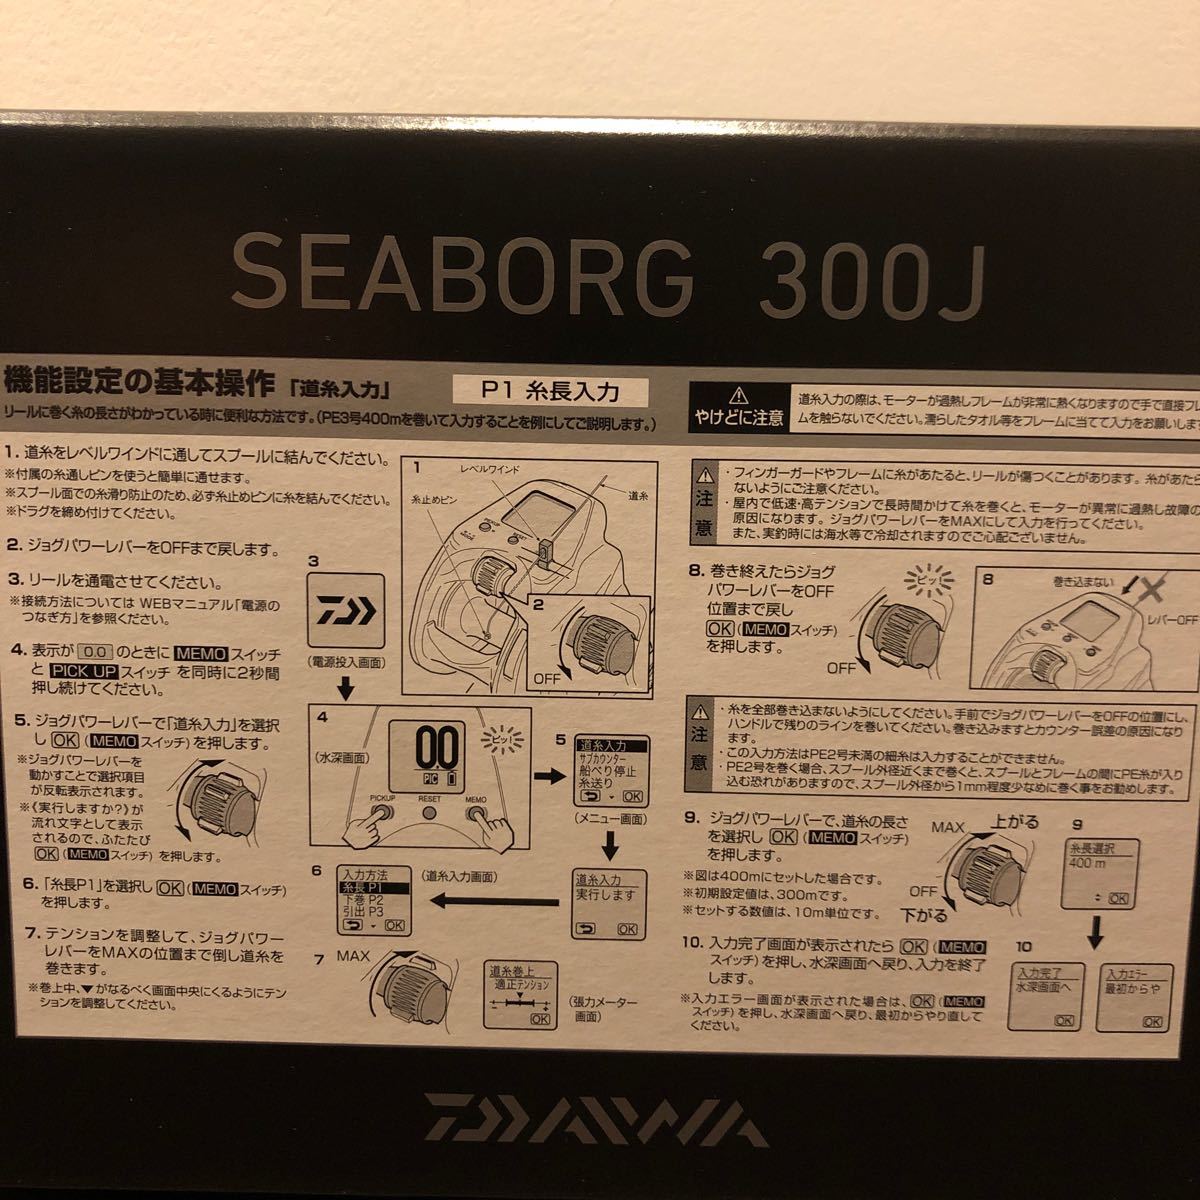 SEABORG 300J
機能設定の基本操作「道糸入力」
P1 糸長入力
リールに巻く糸の長さがわかっている時に便利な方法です。(PE3号400mを巻いて入力することを例にしてご説明します。)
やけどに注意
道糸入力の際は、モーターが過熱しフレームが非常に熱くなりますので手で直接フレ
ムを触らないでください。濡らしたタオル等をフレームに当てて入力をお願いします
1. 道糸をレベルワインドに通してスプールに結んでください。
※付属の糸通しピンを使うと簡単に通せます。
※スプール面での糸滑り防止のため、必ず糸止めピンに糸を結んでください。
※ドラグを締め付けてください。
2. ジョグパワーレバーをOFFまで戻します。
3. リールを通電させてください。
※接続方法については WEBマニュアル「電源の
つなぎ方」を参照ください。
4. 表示が 0.0 のときに MEMO スイッチ
と PICK UP スイッチ を同時に2秒間
押し続けてください。
5. ジョグパワーレバーで「道糸入力」を選択
し OK (MEMO スイッチ) を押します。
※ジョグパワーレバーを
動かすことで選択項目
が反転表示されます。
※《実行しますか?》が
流れ文字として表示
されるので、ふたたび
OK (MEMO スイッチ) を押します。
6. 「糸長P1」を選択し OK (MEMO スイッチ)
を押します。
7. テンションを調整して、ジョグパワー
レバーをMAXの位置まで倒し道糸を
巻きます。
※巻上中、▼がなるべく画面中央にくるようにテン
ションを調整してください。
1
レベルワインド
糸止めピン
道糸
2
OFF
3
(電源投入画面)
4
(水深画面)
0.0
PIC
ピッ!
PICKUP RESET MEMO
5
道糸入力
サブカウンター
船べり停止
糸送り
OK
(メニュー画面)
道糸入力
実行します
OK
(道糸入力画面)
6
入力方法
糸長 P1
下巻 P2
引出 P3
OK
7 MAX
道糸巻上
適正テンション
OK
(張力メーター
画面)
注意
・フィンガーガードやフレームに糸があたると、リールが傷つくことがあります。糸があたら
ないようにご注意ください。
・屋内で低速・高テンションで長時間かけて糸を巻くと、モーターが異常に過熱し故障の
原因になります。ジョグパワーレバーをMAXにして入力を行ってください。
また、実釣時には海水等で冷却されますのでご心配ございません。
8. 巻き終えたらジョグ
パワーレバーをOFF
位置まで戻し
OK (MEMO スイッチ)
を押します。
ピッ!
OFF
8
巻き込まない
レバーOFF
注意
・糸を全部巻き込まないようにしてください。手前でジョグパワーレバーをOFFの位置にし、
ハンドルで残りのラインを巻いてください。巻き込みますとカウンター誤差の原因になり
ます。
・この入力方法はPE2号未満の細糸は入力することができません。
・PE2号を巻く場合、スプール外径近くまで巻くと、スプールとフレームの間にPE糸が入り
込む恐れがありますので、スプール外径から1mm程度少なめに巻く事をお勧めします。
9. ジョグパワーレバーで、道糸の長さ
を選択し OK (MEMO スイッチ)
を押します。
※図は400mにセットした場合です。
※初期設定値は、300mです。
※セットする数値は、10m単位です。
MAX 上がる
OFF
下がる
9
糸長選択
400 m
OK
10. 入力完了画面が表示されたら OK (MEMO
スイッチ) を押し、水深画面へ戻り、入力を終了
します。
※入力エラー画面が表示された場合は、OK (MEMO
スイッチ) を押し、水深画面へ戻り、最初からやり直して
ください。
10
入力完了
水深画面へ
OK
入力エラー
最初からや
OK
DAIWA